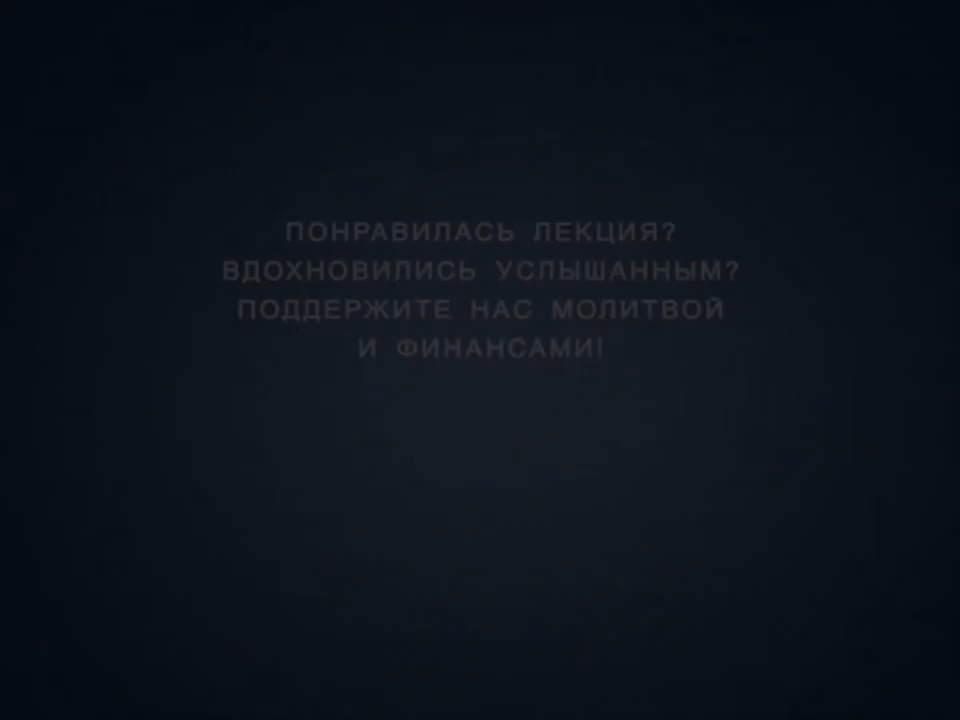 ПОНРАВИЛАСЬ ЛЕКЦИЯ?
ВДОХНОВИЛИСЬ УСЛЫШАННЫМ?
ПОДДЕРЖИТЕ НАС МОЛИТВОЙ
И ФИНАНСАМИ!